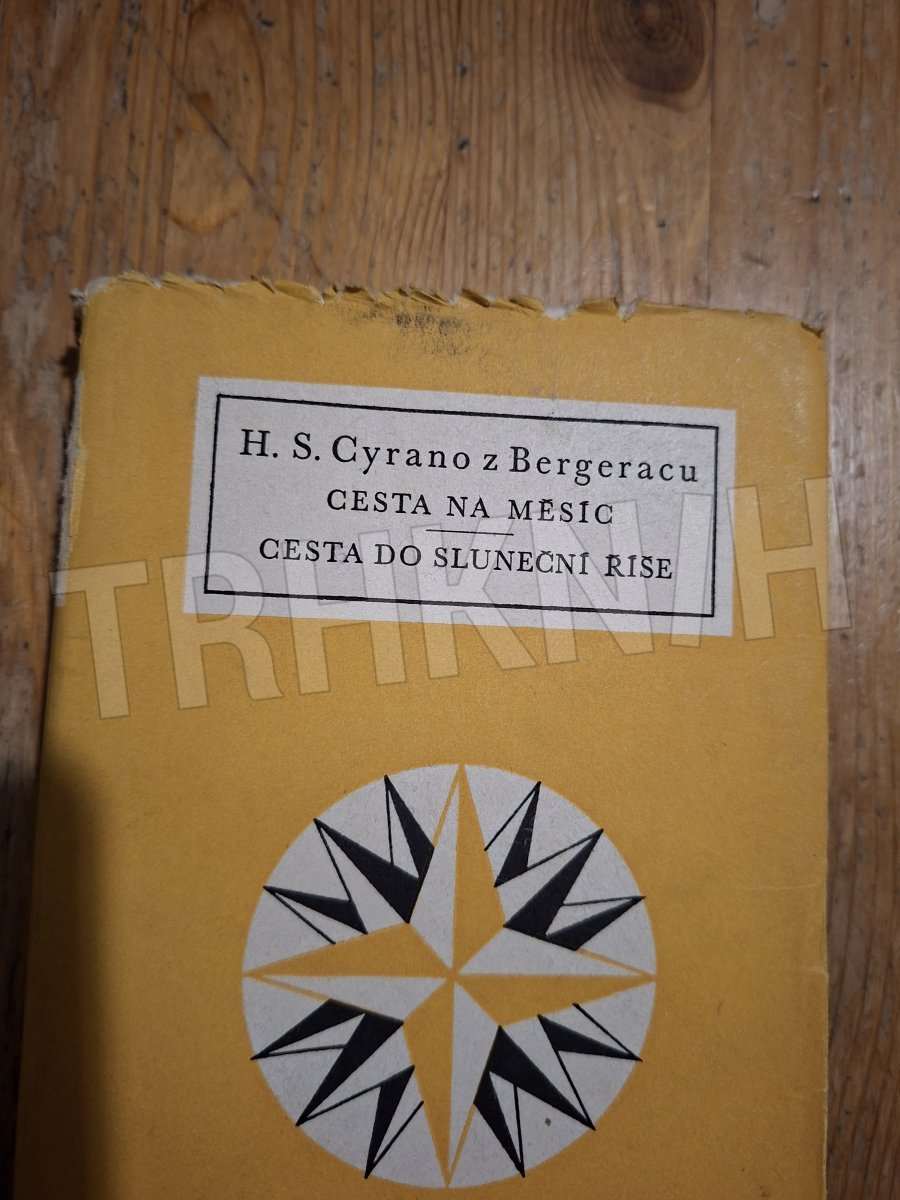 H. S. Cyrano z Bergeracu
CESTA NA MĚSÍC
CESTA DO SLUNEČNÍ ŘÍŠE
TRHKNIH